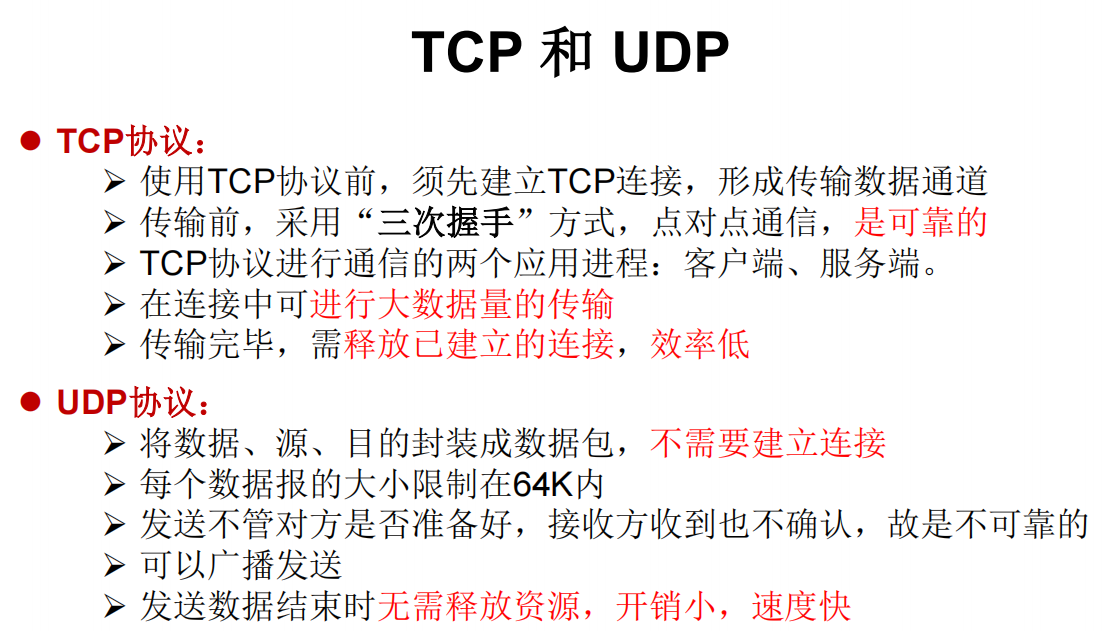 TCP 和 UDP
TCP协议：
使用TCP协议前，须先建立TCP连接，形成传输数据通道
传输前，采用“三次握手”方式，点对点通信，是可靠的
TCP协议进行通信的两个应用进程：客户端、服务端。
在连接中可进行大数据量的传输
传输完毕，需释放已建立的连接，效率低
UDP协议：
将数据、源、目的封装成数据包，不需要建立连接
每个数据报的大小限制在64K内
发送不管对方是否准备好，接收方收到也不确认，故是不可靠的
可以广播发送
发送数据结束时无需释放资源，开销小，速度快